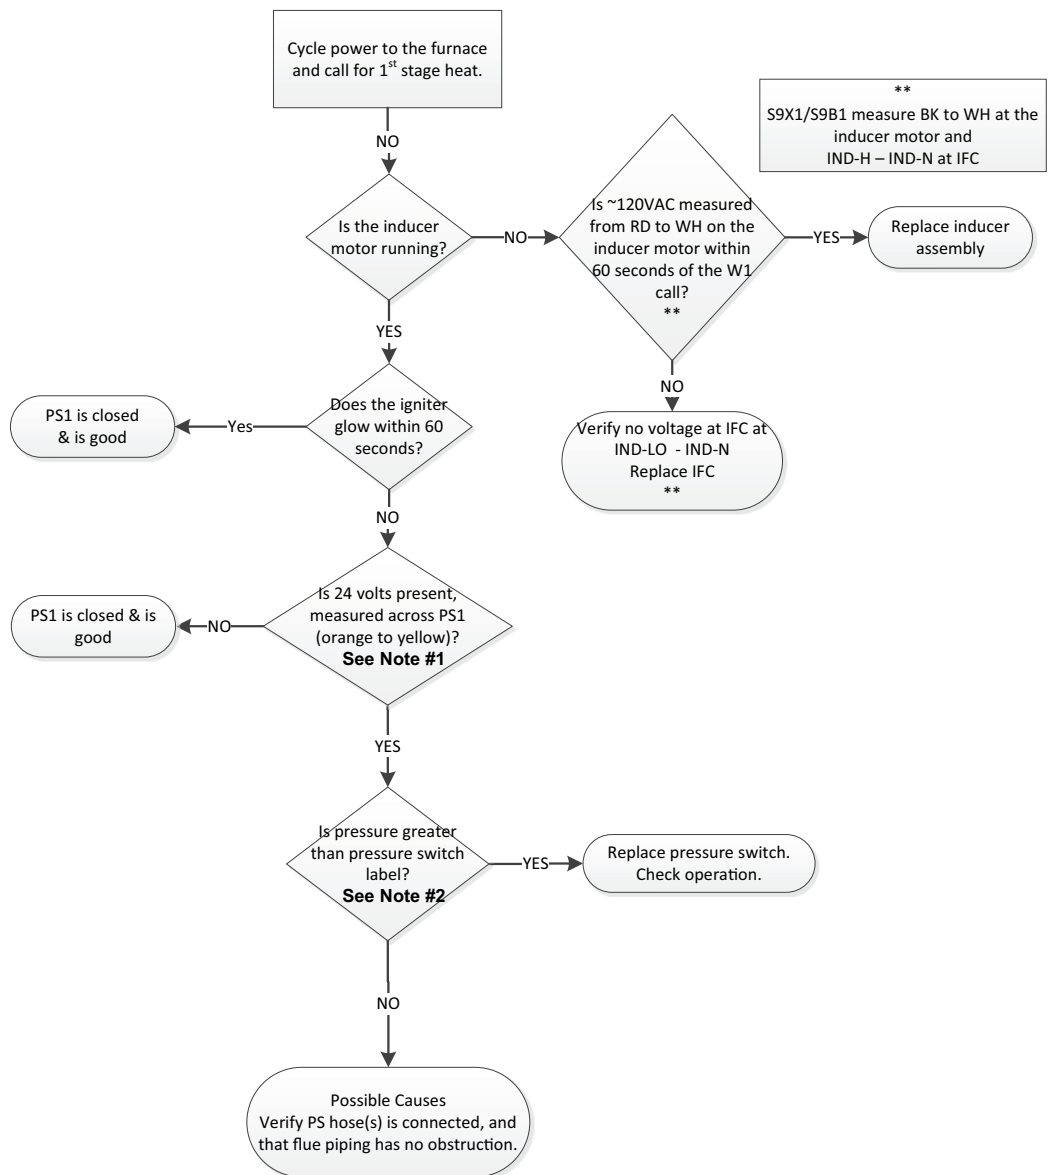 Cycle power to the furnace
and call for 1st stage heat.
**
S9X1/S9B1 measure BK to WH at the
inducer motor and
IND-H – IND-N at IFC
NO
Is the inducer
motor running?
NO
Is ~120VAC measured
from RD to WH on the
inducer motor within
60 seconds of the W1
call?
**
YES
Replace inducer
assembly
YES
NO
Verify no voltage at IFC at
IND-LO - IND-N
Replace IFC
**
Does the igniter
glow within 60
seconds?
Yes
PS1 is closed
& is good
NO
Is 24 volts present,
measured across PS1
(orange to yellow)?
See Note #1
NO
PS1 is closed & is
good
YES
Is pressure greater
than pressure switch
label?
See Note #2
YES
Replace pressure switch.
Check operation.
NO
Possible Causes
Verify PS hose(s) is connected, and
that flue piping has no obstruction.